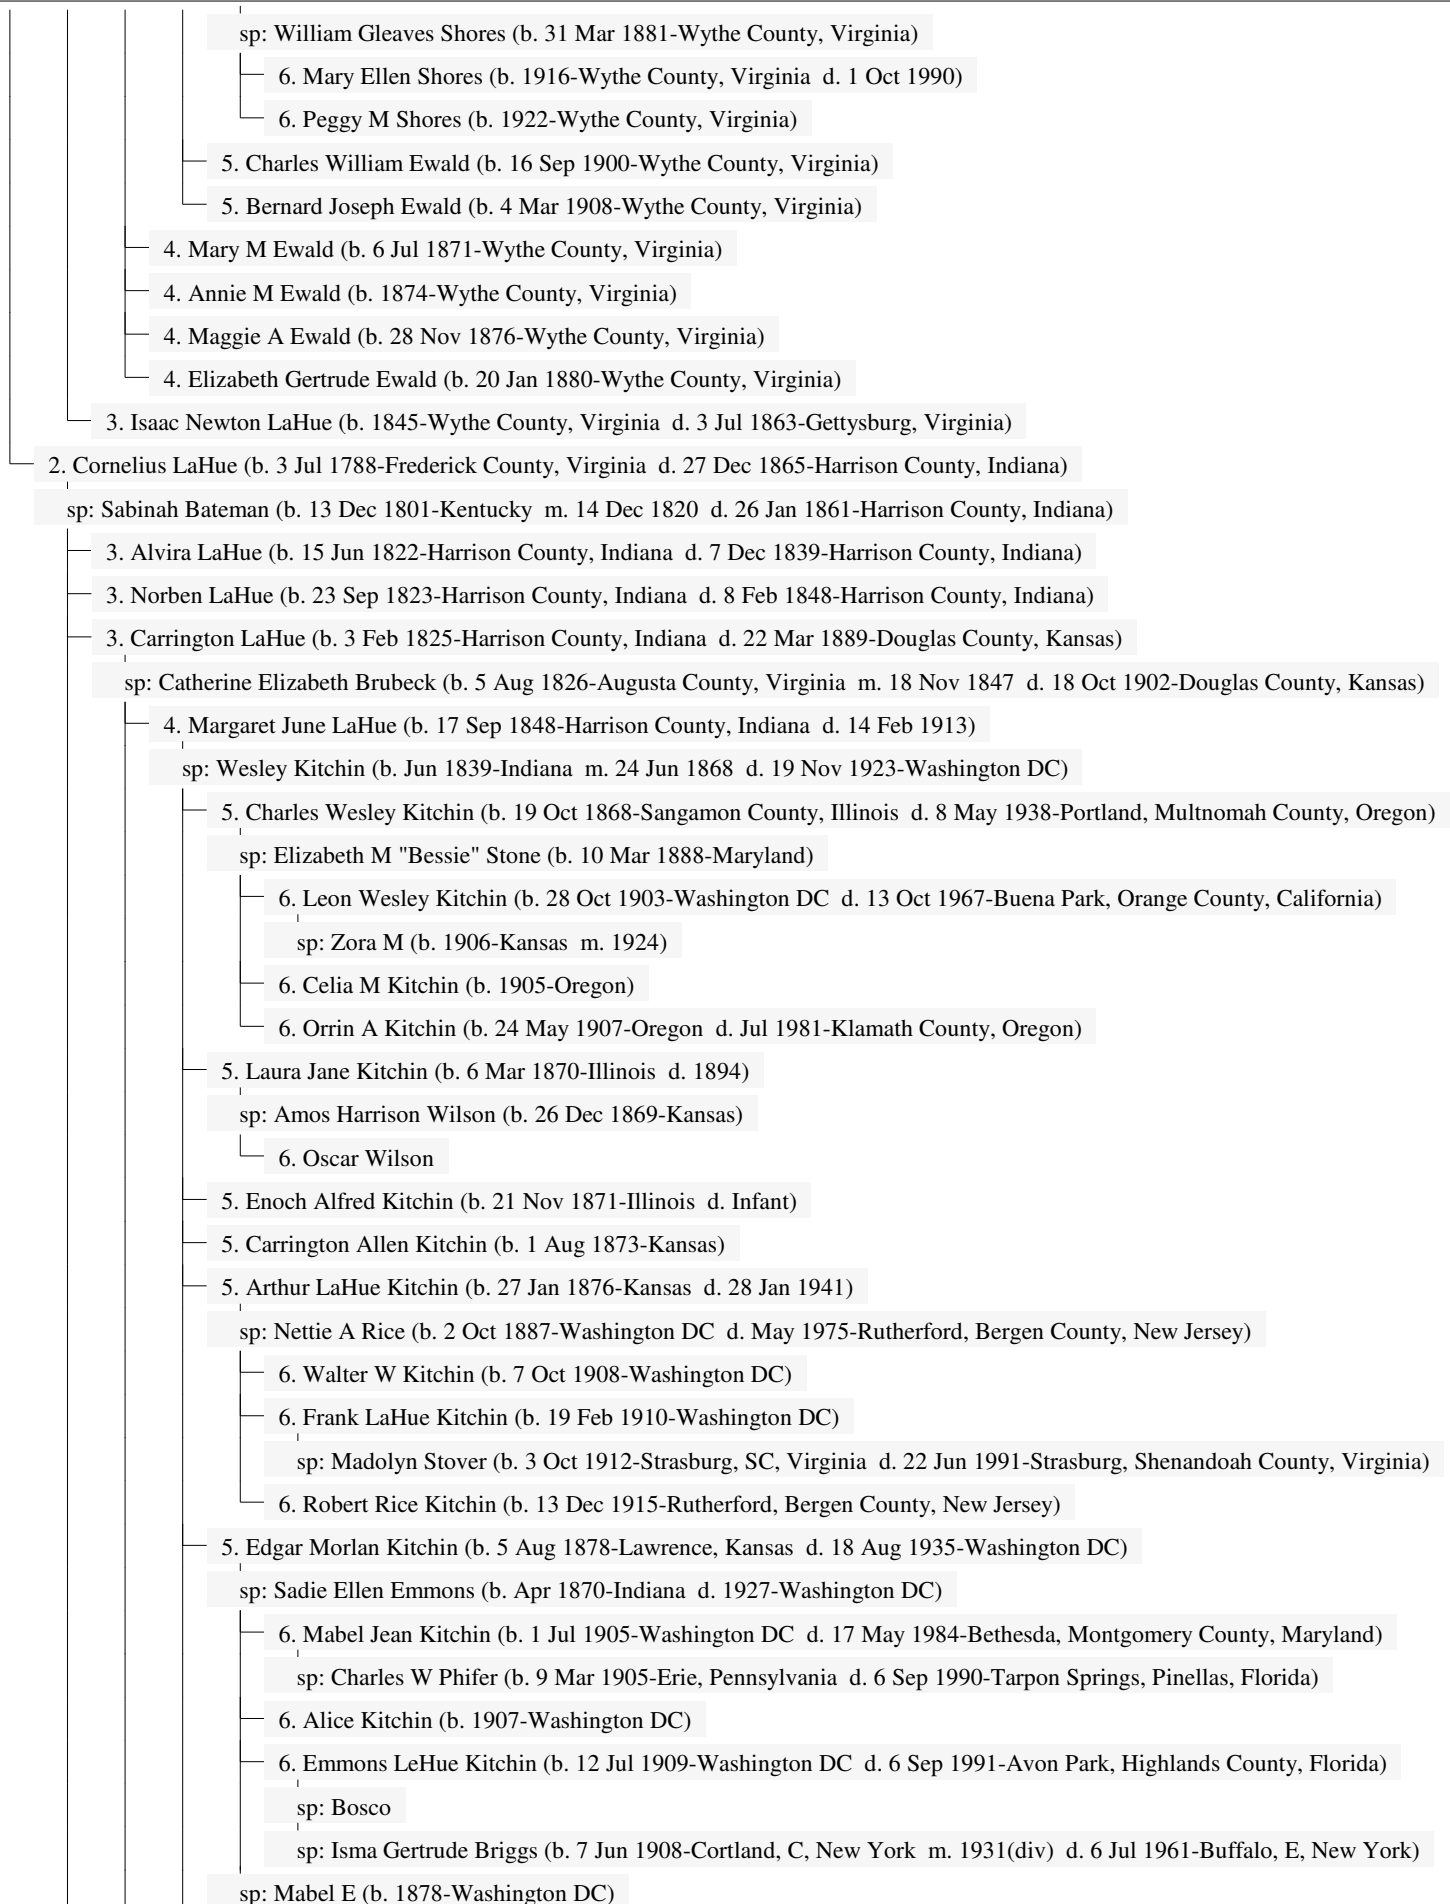 sp: William Gleaves Shores (b. 31 Mar 1881-Wythe County, Virginia)
6. Mary Ellen Shores (b. 1916-Wythe County, Virginia  d. 1 Oct 1990)
6. Peggy M Shores (b. 1922-Wythe County, Virginia)
5. Charles William Ewald (b. 16 Sep 1900-Wythe County, Virginia)
5. Bernard Joseph Ewald (b. 4 Mar 1908-Wythe County, Virginia)
4. Mary M Ewald (b. 6 Jul 1871-Wythe County, Virginia)
4. Annie M Ewald (b. 1874-Wythe County, Virginia)
4. Maggie A Ewald (b. 28 Nov 1876-Wythe County, Virginia)
4. Elizabeth Gertrude Ewald (b. 20 Jan 1880-Wythe County, Virginia)
3. Isaac Newton LaHue (b. 1845-Wythe County, Virginia  d. 3 Jul 1863-Gettysburg, Virginia)
2. Cornelius LaHue (b. 3 Jul 1788-Frederick County, Virginia  d. 27 Dec 1865-Harrison County, Indiana)
sp: Sabinah Bateman (b. 13 Dec 1801-Kentucky  m. 14 Dec 1820  d. 26 Jan 1861-Harrison County, Indiana)
3. Alvira LaHue (b. 15 Jun 1822-Harrison County, Indiana  d. 7 Dec 1839-Harrison County, Indiana)
3. Norben LaHue (b. 23 Sep 1823-Harrison County, Indiana  d. 8 Feb 1848-Harrison County, Indiana)
3. Carrington LaHue (b. 3 Feb 1825-Harrison County, Indiana  d. 22 Mar 1889-Douglas County, Kansas)
sp: Catherine Elizabeth Brubeck (b. 5 Aug 1826-Augusta County, Virginia  m. 18 Nov 1847  d. 18 Oct 1902-Douglas County, Kansas)
4. Margaret June LaHue (b. 17 Sep 1848-Harrison County, Indiana  d. 14 Feb 1913)
sp: Wesley Kitchin (b. Jun 1839-Indiana  m. 24 Jun 1868  d. 19 Nov 1923-Washington DC)
5. Charles Wesley Kitchin (b. 19 Oct 1868-Sangamon County, Illinois  d. 8 May 1938-Portland, Multnomah County, Oregon)
sp: Elizabeth M "Bessie" Stone (b. 10 Mar 1888-Maryland)
6. Leon Wesley Kitchin (b. 28 Oct 1903-Washington DC  d. 13 Oct 1967-Buena Park, Orange County, California)
sp: Zora M (b. 1906-Kansas  m. 1924)
6. Celia M Kitchin (b. 1905-Oregon)
6. Orrin A Kitchin (b. 24 May 1907-Oregon  d. Jul 1981-Klamath County, Oregon)
5. Laura Jane Kitchin (b. 6 Mar 1870-Illinois  d. 1894)
sp: Amos Harrison Wilson (b. 26 Dec 1869-Kansas)
6. Oscar Wilson
5. Enoch Alfred Kitchin (b. 21 Nov 1871-Illinois  d. Infant)
5. Carrington Allen Kitchin (b. 1 Aug 1873-Kansas)
5. Arthur LaHue Kitchin (b. 27 Jan 1876-Kansas  d. 28 Jan 1941)
sp: Nettie A Rice (b. 2 Oct 1887-Washington DC  d. May 1975-Rutherford, Bergen County, New Jersey)
6. Walter W Kitchin (b. 7 Oct 1908-Washington DC)
6. Frank LaHue Kitchin (b. 19 Feb 1910-Washington DC)
sp: Madolyn Stover (b. 3 Oct 1912-Strasburg, SC, Virginia  d. 22 Jun 1991-Strasburg, Shenandoah County, Virginia)
6. Robert Rice Kitchin (b. 13 Dec 1915-Rutherford, Bergen County, New Jersey)
5. Edgar Morlan Kitchin (b. 5 Aug 1878-Lawrence, Kansas  d. 18 Aug 1935-Washington DC)
sp: Sadie Ellen Emmons (b. Apr 1870-Indiana  d. 1927-Washington DC)
6. Mabel Jean Kitchin (b. 1 Jul 1905-Washington DC  d. 17 May 1984-Bethesda, Montgomery County, Maryland)
sp: Charles W Phifer (b. 9 Mar 1905-Erie, Pennsylvania  d. 6 Sep 1990-Tarpon Springs, Pinellas, Florida)
6. Alice Kitchin (b. 1907-Washington DC)
6. Emmons LeHue Kitchin (b. 12 Jul 1909-Washington DC  d. 6 Sep 1991-Avon Park, Highlands County, Florida)
sp: Bosco
sp: Isma Gertrude Briggs (b. 7 Jun 1908-Cortland, C, New York  m. 1931(div)  d. 6 Jul 1961-Buffalo, E, New York)
sp: Mabel E (b. 1878-Washington DC)